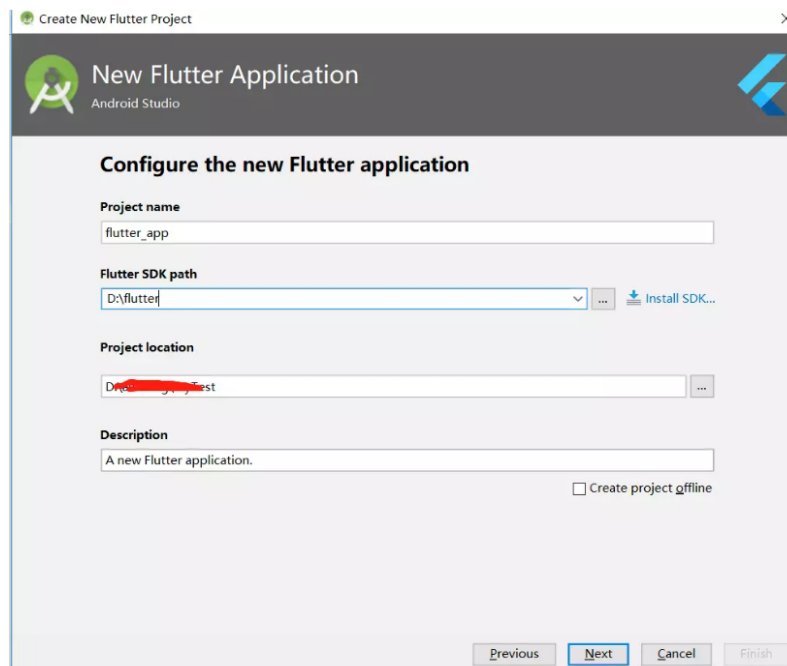 Create New Flutter Project
New Flutter Application
Android Studio
Configure the new Flutter application
Project name
flutter_app
Flutter SDK path
D:\flutter
... Install SDK...
Project location
Test
...
Description
A new Flutter application.
Create project offline
Previous Next Cancel Finish